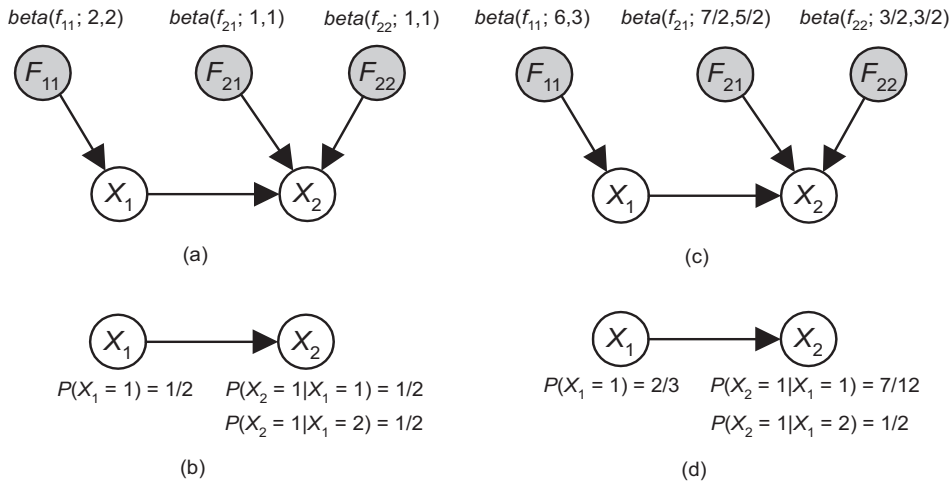 beta(f₁₁; 2,2) beta(f₂₁; 1,1) beta(f₂₂; 1,1)
F₁₁ F₂₁ F₂₂
X₁ X₂
(a)
X₁ X₂
P(X₁ = 1) = 1/2 P(X₂ = 1|X₁ = 1) = 1/2
P(X₂ = 1|X₁ = 2) = 1/2
(b)
beta(f₁₁; 6,3) beta(f₂₁; 7/2,5/2) beta(f₂₂; 3/2,3/2)
F₁₁ F₂₁ F₂₂
X₁ X₂
(c)
X₁ X₂
P(X₁ = 1) = 2/3 P(X₂ = 1|X₁ = 1) = 7/12
P(X₂ = 1|X₁ = 2) = 1/2
(d)